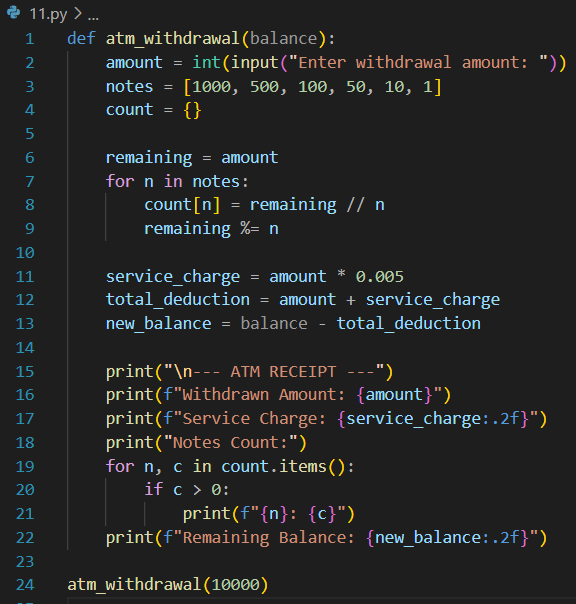 11.py > ...
1 def atm_withdrawal(balance):
2     amount = int(input("Enter withdrawal amount: "))
3     notes = [1000, 500, 100, 50, 10, 1]
4     count = {}
5
6     remaining = amount
7     for n in notes:
8         count[n] = remaining // n
9         remaining %= n
10
11     service_charge = amount * 0.005
12     total_deduction = amount + service_charge
13     new_balance = balance - total_deduction
14
15     print("\n--- ATM RECEIPT ---")
16     print(f"Withdrawn Amount: {amount}")
17     print(f"Service Charge: {service_charge:.2f}")
18     print("Notes Count:")
19     for n, c in count.items():
20         if c > 0:
21             print(f"{n}: {c}")
22     print(f"Remaining Balance: {new_balance:.2f}")
23
24 atm_withdrawal(10000)